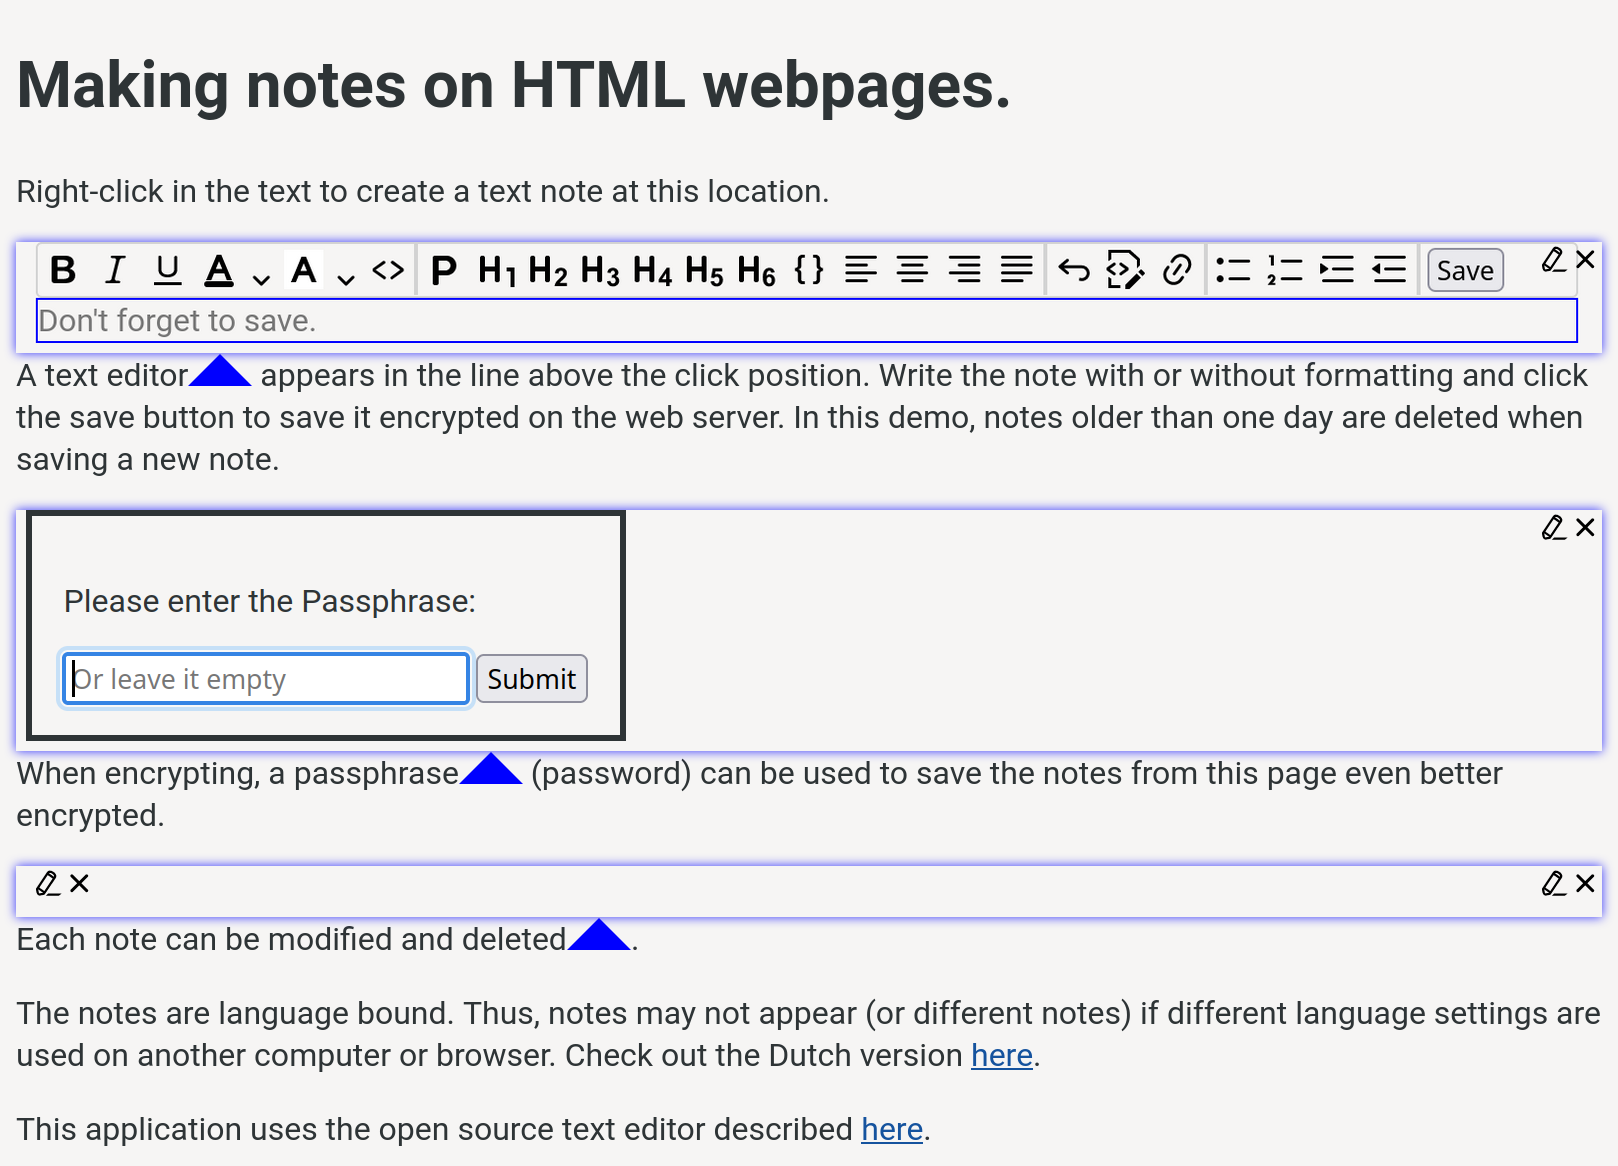 Making notes on HTML webpages.
Right-click in the text to create a text note at this location.
B I U A A <> P H1 H2 H3 H4 H5 H6 {} Save
Don't forget to save.
A text editor appears in the line above the click position. Write the note with or without formatting and click
the save button to save it encrypted on the web server. In this demo, notes older than one day are deleted when
saving a new note.
Please enter the Passphrase:
Or leave it empty Submit
When encrypting, a passphrase (password) can be used to save the notes from this page even better
encrypted.
Each note can be modified and deleted.
The notes are language bound. Thus, notes may not appear (or different notes) if different language settings are
used on another computer or browser. Check out the Dutch version here.
This application uses the open source text editor described here.